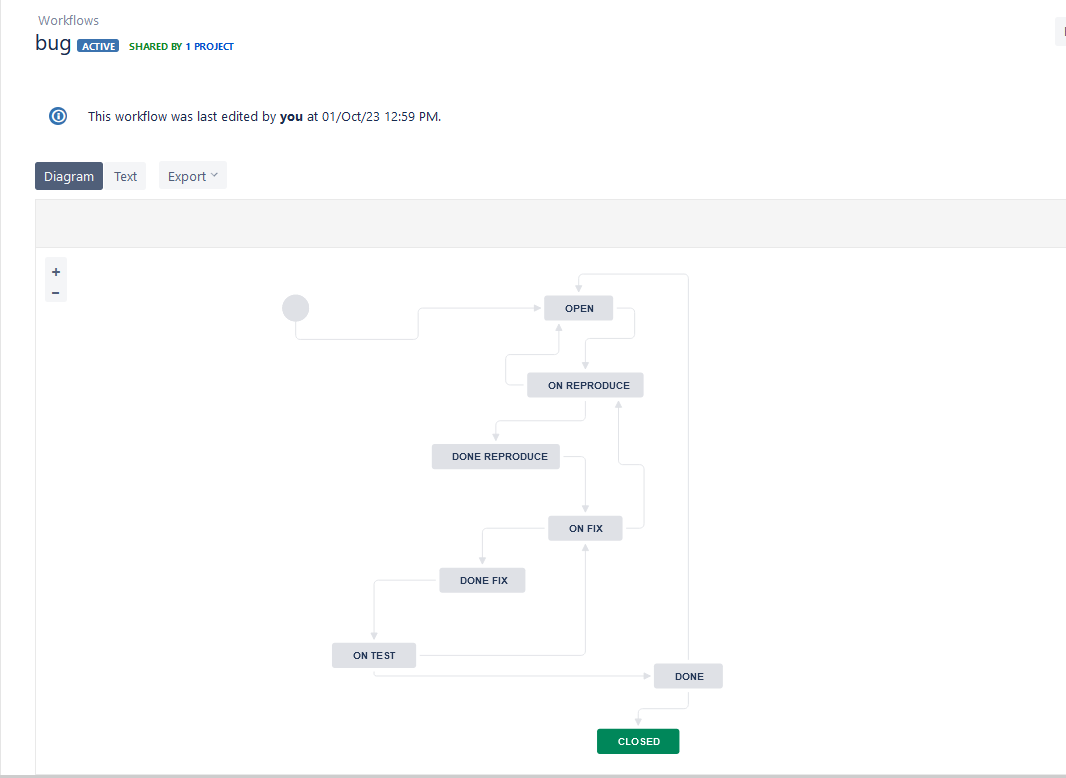 Workflows
bug ACTIVE SHARED BY 1 PROJECT
This workflow was last edited by you at 01/Oct/23 12:59 PM.
Diagram Text Export
+
−
OPEN
ON REPRODUCE
DONE REPRODUCE
ON FIX
DONE FIX
ON TEST
DONE
CLOSED